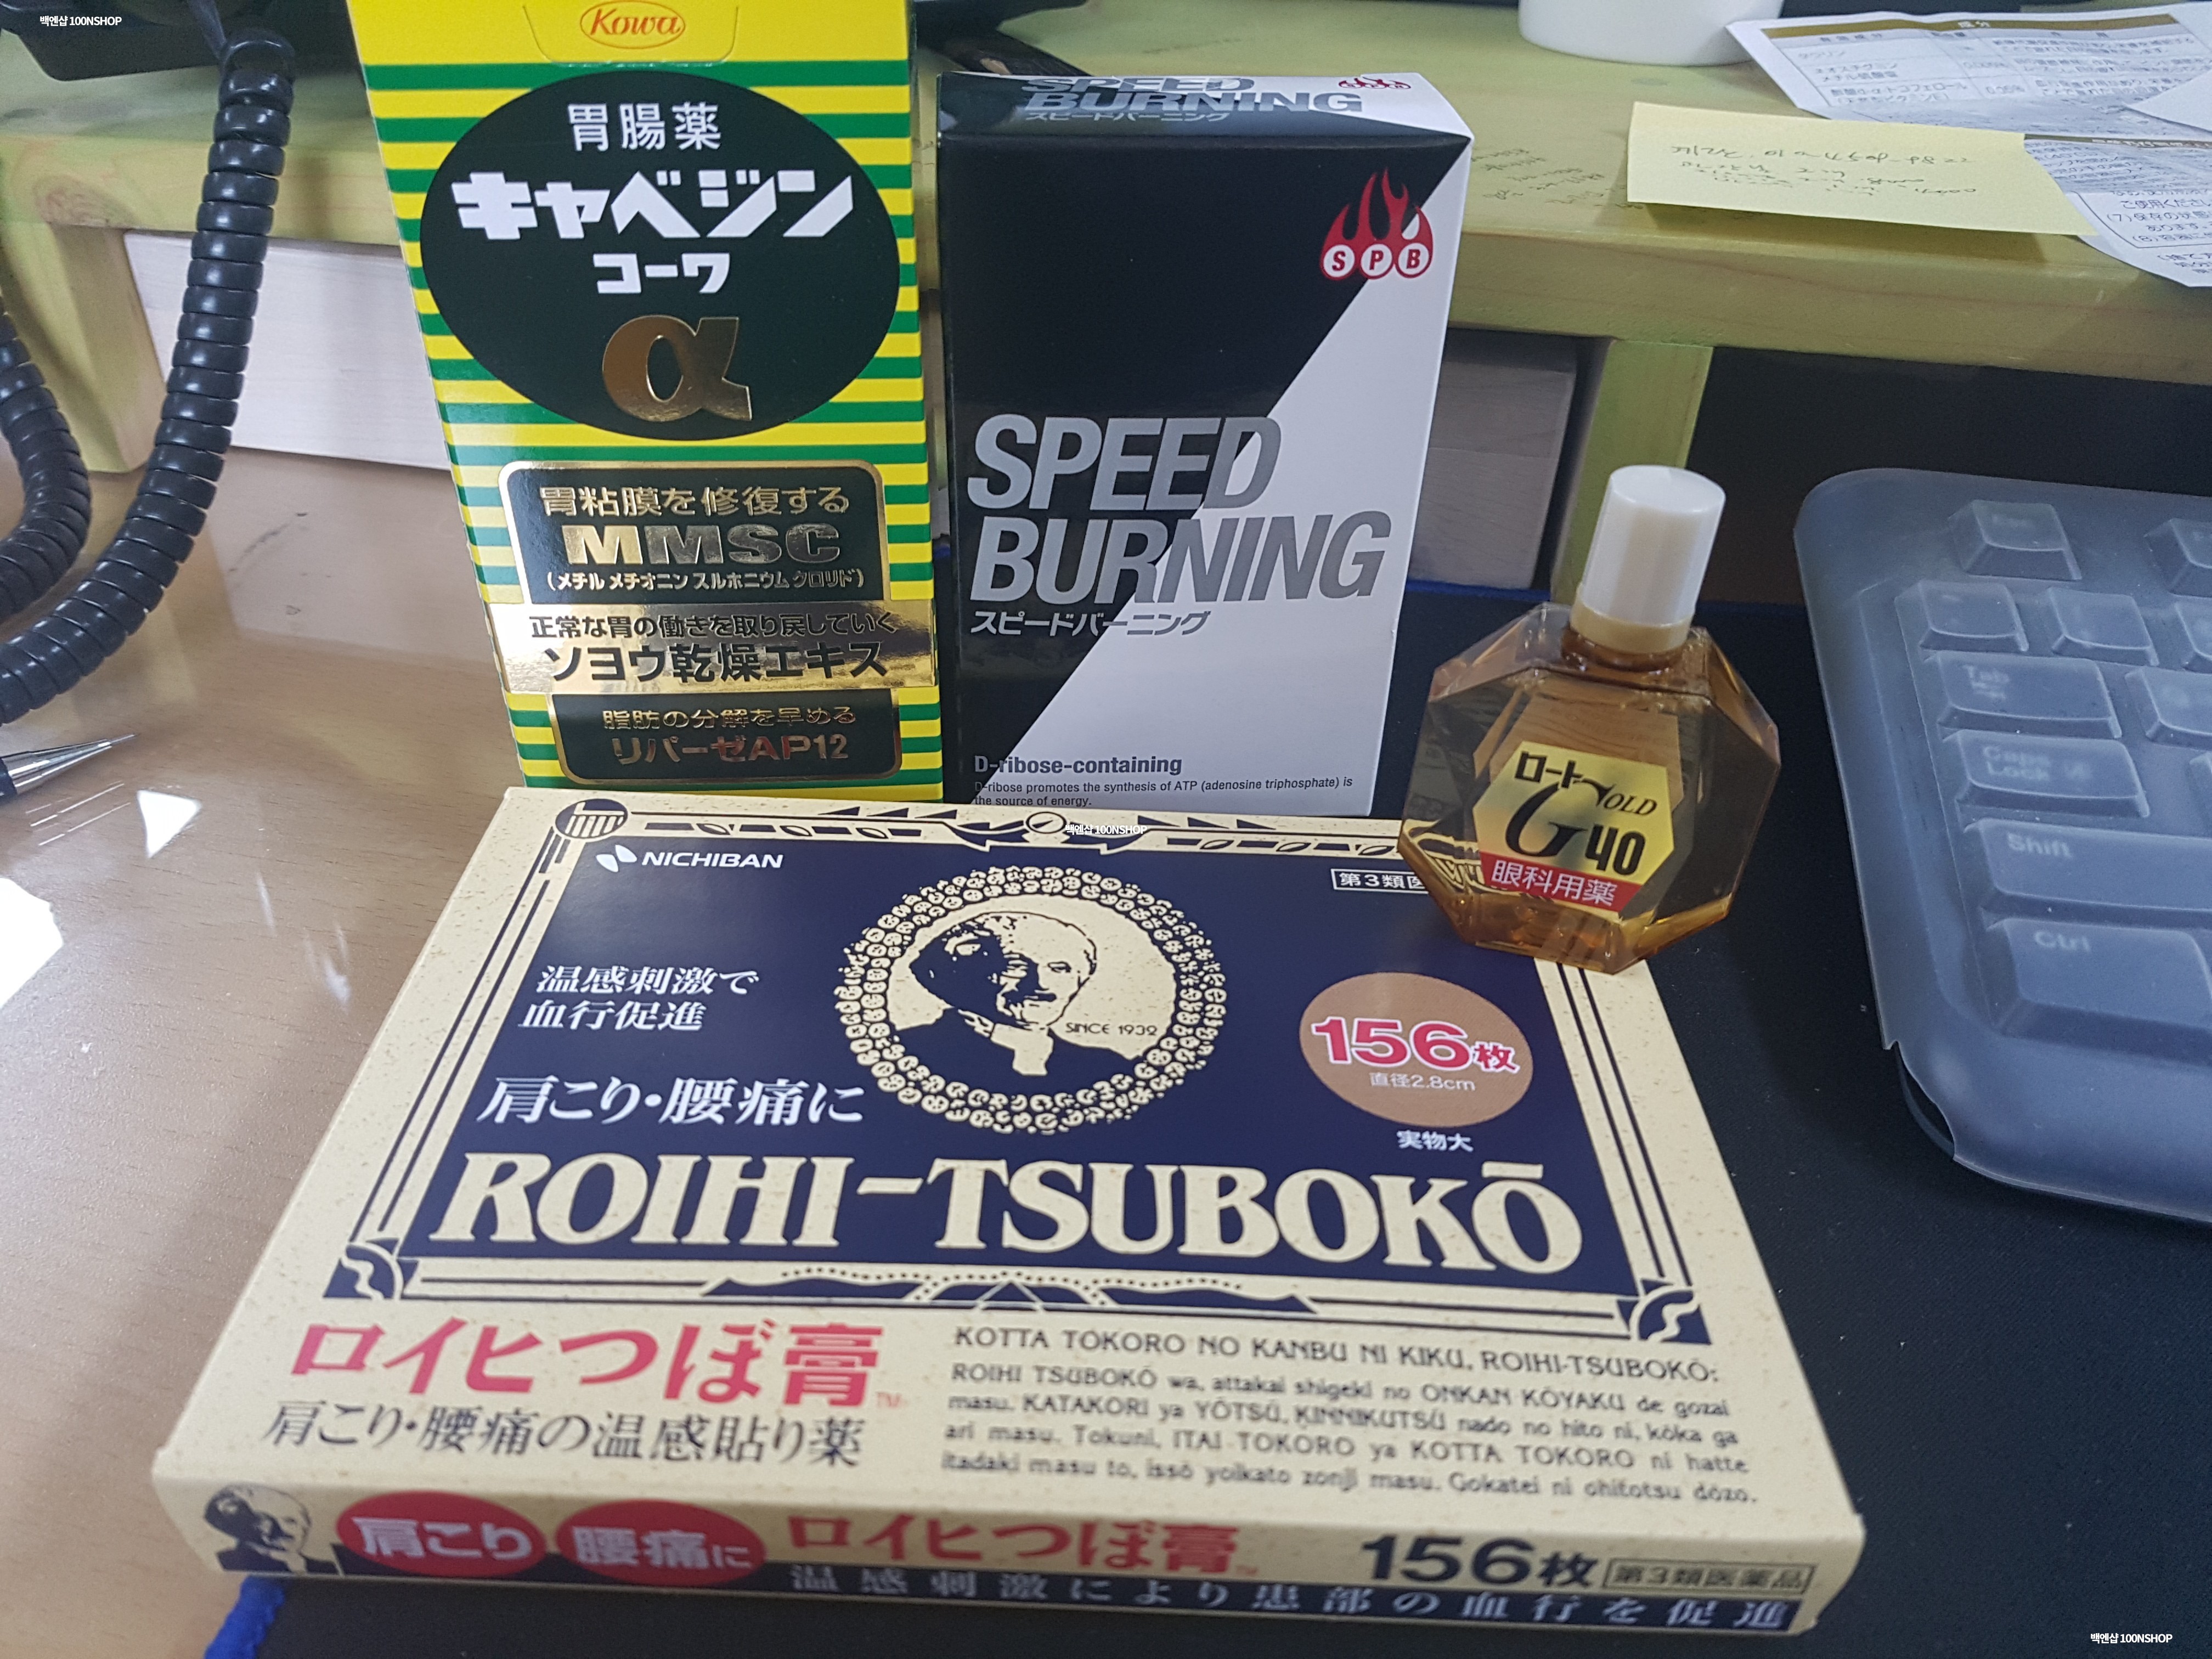 백엔샵 100NSHOP
Kowa
胃腸薬
キャベジン
コーワ
α
胃粘膜を修復する
MMSC
(メチルメチオニンスルホニウムクロリド)
正常な胃の働きを取り戻していく
ソヨウ乾燥エキス
脂肪の分解を早める
リパーゼAP12
SPEED
BURNING
スピードバーニング
SPB
SPEED
BURNING
スピードバーニング
D-ribose-containing
D-ribose promotes the synthesis of ATP (adenosine triphosphate) is
the source of energy.
ロート
GOLD
40
眼科用薬
Tab
Caps
Lock
Shift
Ctrl
百엔샵 100NSHOP
NICHIBAN
第3類医
温感刺激で
血行促進
SINCE 1932
156枚
直径2.8cm
実物大
肩こり・腰痛に
ROIHI-TSUBOKŌ
ロイヒつぼ膏
TM
肩こり・腰痛の温感貼り薬
KOTTA TOKORO NO KANBU NI KIKU, ROIHI-TSUBOKŌ:
ROIHI TSUBOKŌ wa, attakai shigeki no ONKAN KŌYAKU de gozai
masu. KATAKORI ya YŌTSŪ, KINNIKUTSŪ nado no hito ni, kōka ga
ari masu. Tokuni, ITAI TOKORO ya KOTTA TOKORO ni hatte
itadaki masu to, issō yoikato zonji masu. Gokatei ni ohitotsu dōzo.
肩こり 腰痛に ロイヒつぼ膏 156枚 第3類医薬品
温感刺激により患部の血行を促進
백엔샵 100NSHOP